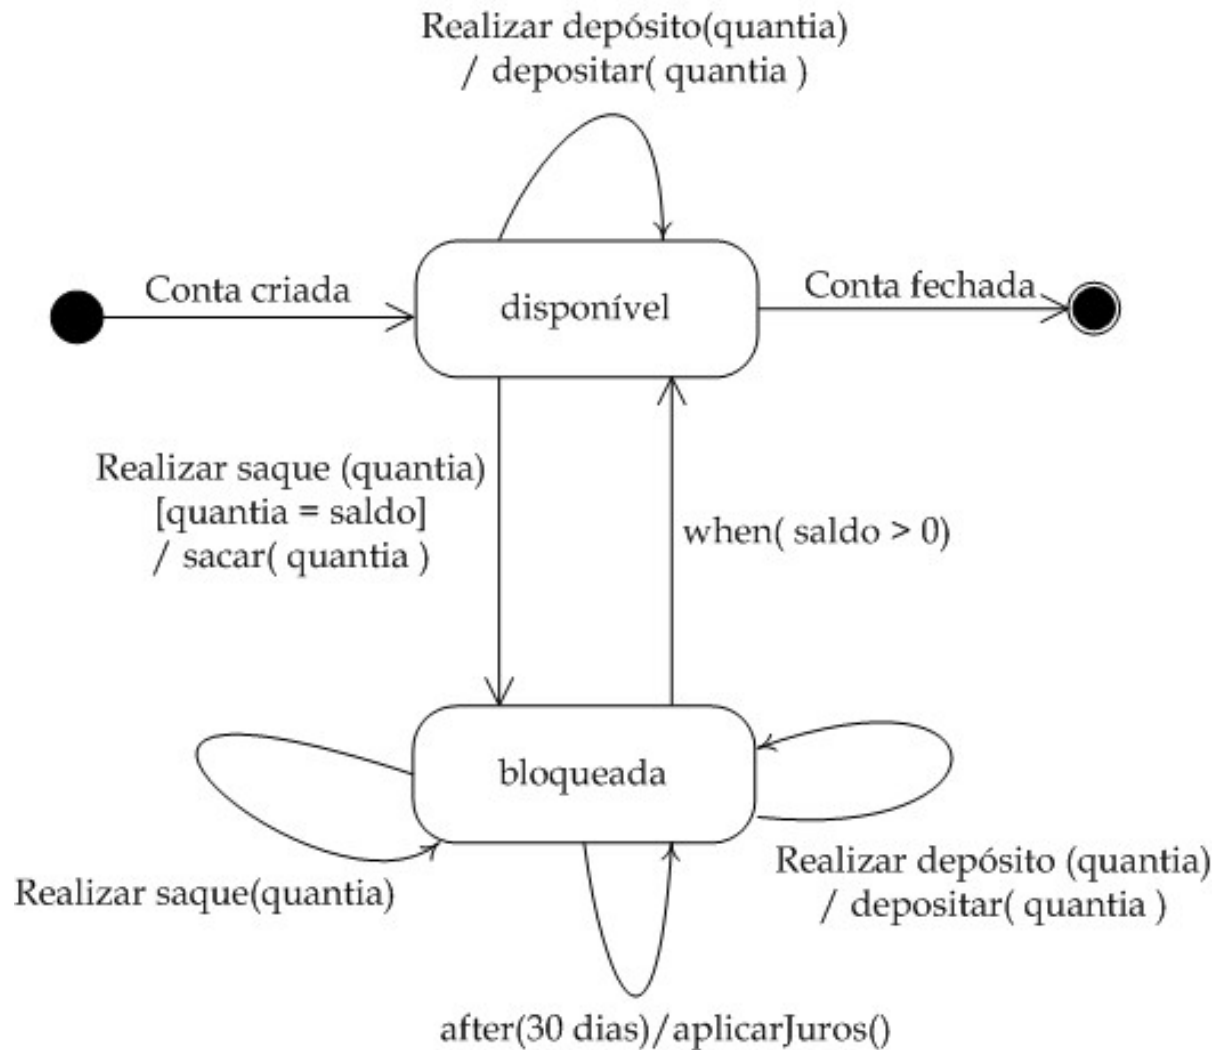 Realizar depósito(quantia)
/ depositar( quantia )
Conta criada
disponível
Conta fechada
Realizar saque (quantia)
[quantia = saldo]
/ sacar( quantia )
when( saldo > 0)
bloqueada
Realizar saque(quantia)
Realizar depósito (quantia)
/ depositar( quantia )
after(30 dias)/aplicarJuros()